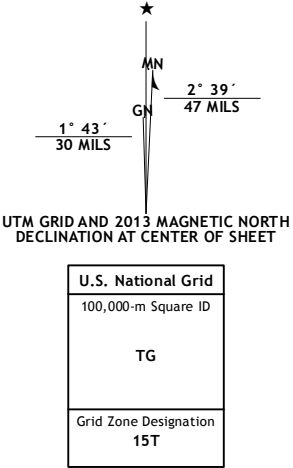 MN
GN
2° 39´
47 MILS
1° 43´
30 MILS
UTM GRID AND 2013 MAGNETIC NORTH
DECLINATION AT CENTER OF SHEET
U.S. National Grid
100,000-m Square ID
TG
Grid Zone Designation
15T